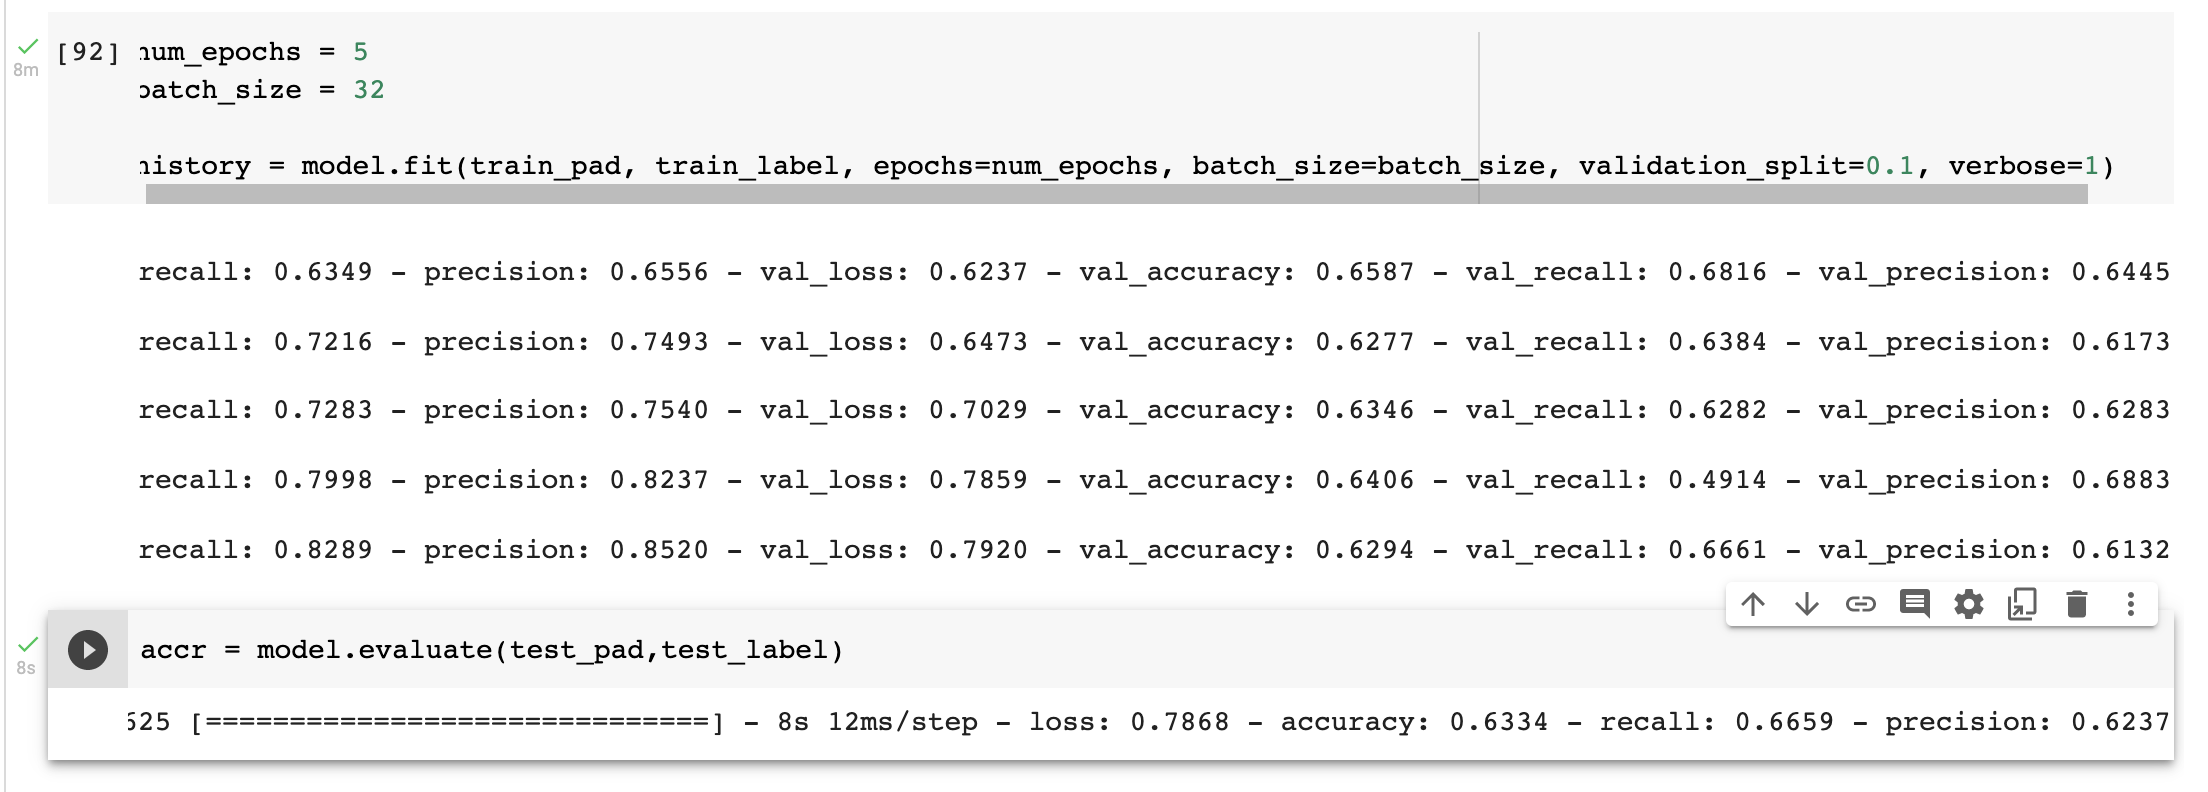 [92] num_epochs = 5
8m
batch_size = 32
history = model.fit(train_pad, train_label, epochs=num_epochs, batch_size=batch_size, validation_split=0.1, verbose=1)
recall: 0.6349 - precision: 0.6556 - val_loss: 0.6237 - val_accuracy: 0.6587 - val_recall: 0.6816 - val_precision: 0.6445
recall: 0.7216 - precision: 0.7493 - val_loss: 0.6473 - val_accuracy: 0.6277 - val_recall: 0.6384 - val_precision: 0.6173
recall: 0.7283 - precision: 0.7540 - val_loss: 0.7029 - val_accuracy: 0.6346 - val_recall: 0.6282 - val_precision: 0.6283
recall: 0.7998 - precision: 0.8237 - val_loss: 0.7859 - val_accuracy: 0.6406 - val_recall: 0.4914 - val_precision: 0.6883
recall: 0.8289 - precision: 0.8520 - val_loss: 0.7920 - val_accuracy: 0.6294 - val_recall: 0.6661 - val_precision: 0.6132
accr = model.evaluate(test_pad,test_label)
8s
625 [==============================] - 8s 12ms/step - loss: 0.7868 - accuracy: 0.6334 - recall: 0.6659 - precision: 0.6237